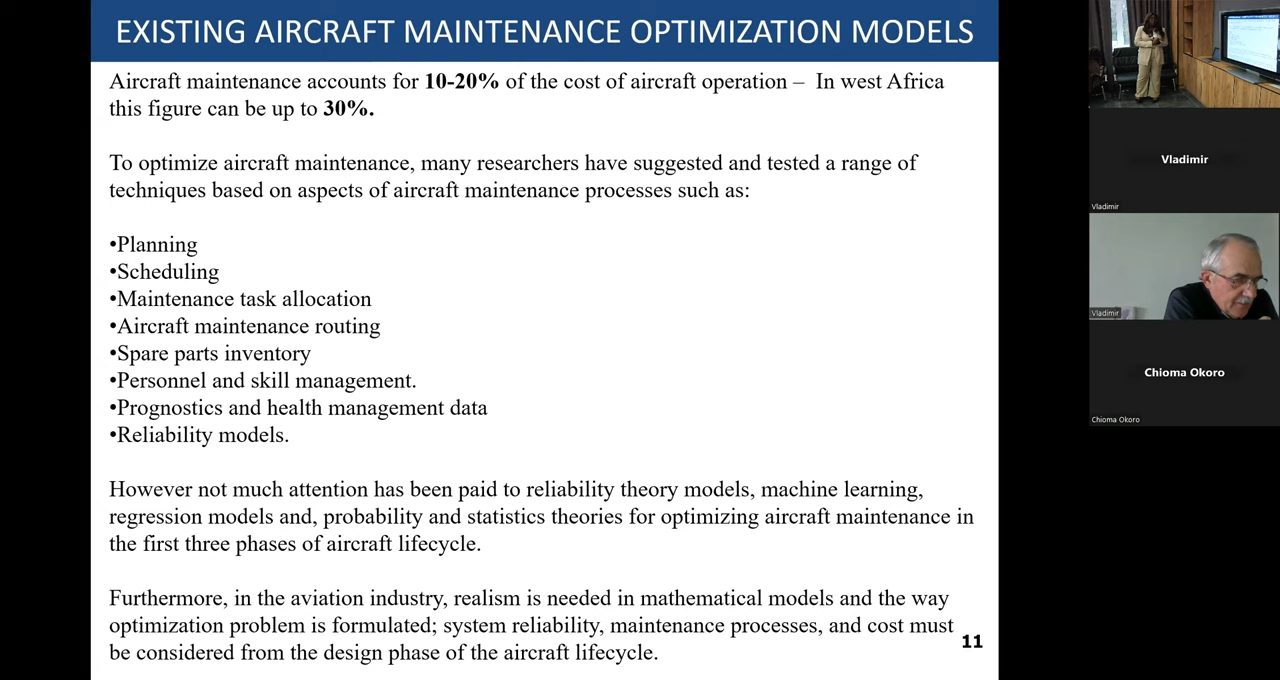 EXISTING AIRCRAFT MAINTENANCE OPTIMIZATION MODELS
Aircraft maintenance accounts for 10-20% of the cost of aircraft operation – In west Africa
this figure can be up to 30%.
To optimize aircraft maintenance, many researchers have suggested and tested a range of
techniques based on aspects of aircraft maintenance processes such as:
•Planning
•Scheduling
•Maintenance task allocation
•Aircraft maintenance routing
•Spare parts inventory
•Personnel and skill management.
•Prognostics and health management data
•Reliability models.
However not much attention has been paid to reliability theory models, machine learning,
regression models and, probability and statistics theories for optimizing aircraft maintenance in
the first three phases of aircraft lifecycle.
Furthermore, in the aviation industry, realism is needed in mathematical models and the way
optimization problem is formulated; system reliability, maintenance processes, and cost must
be considered from the design phase of the aircraft lifecycle.
11
Vladimir
Vladimir
Vladimir
Chioma Okoro
Chioma Okoro